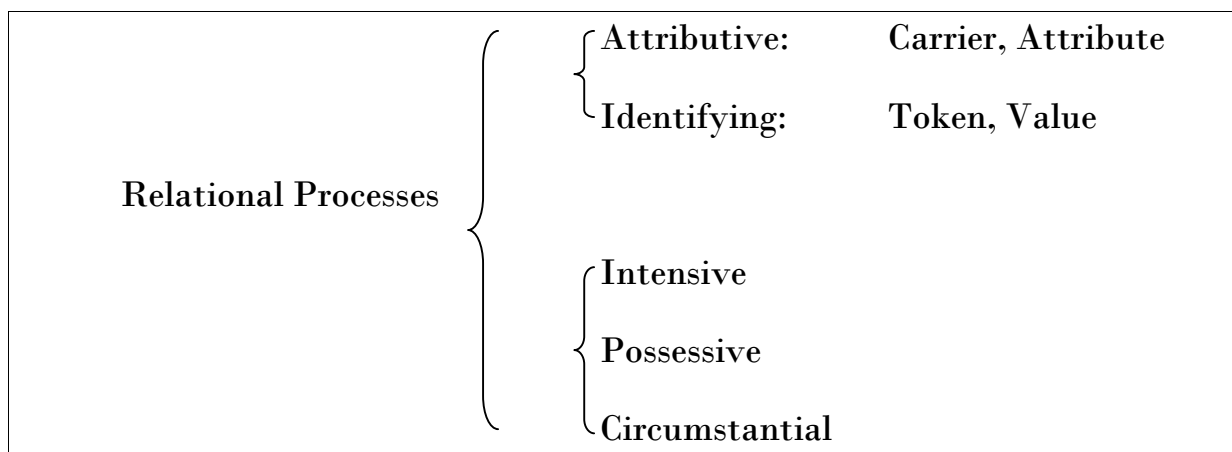 Attributive: Carrier, Attribute
Identifying: Token, Value
Relational Processes
Intensive
Possessive
Circumstantial